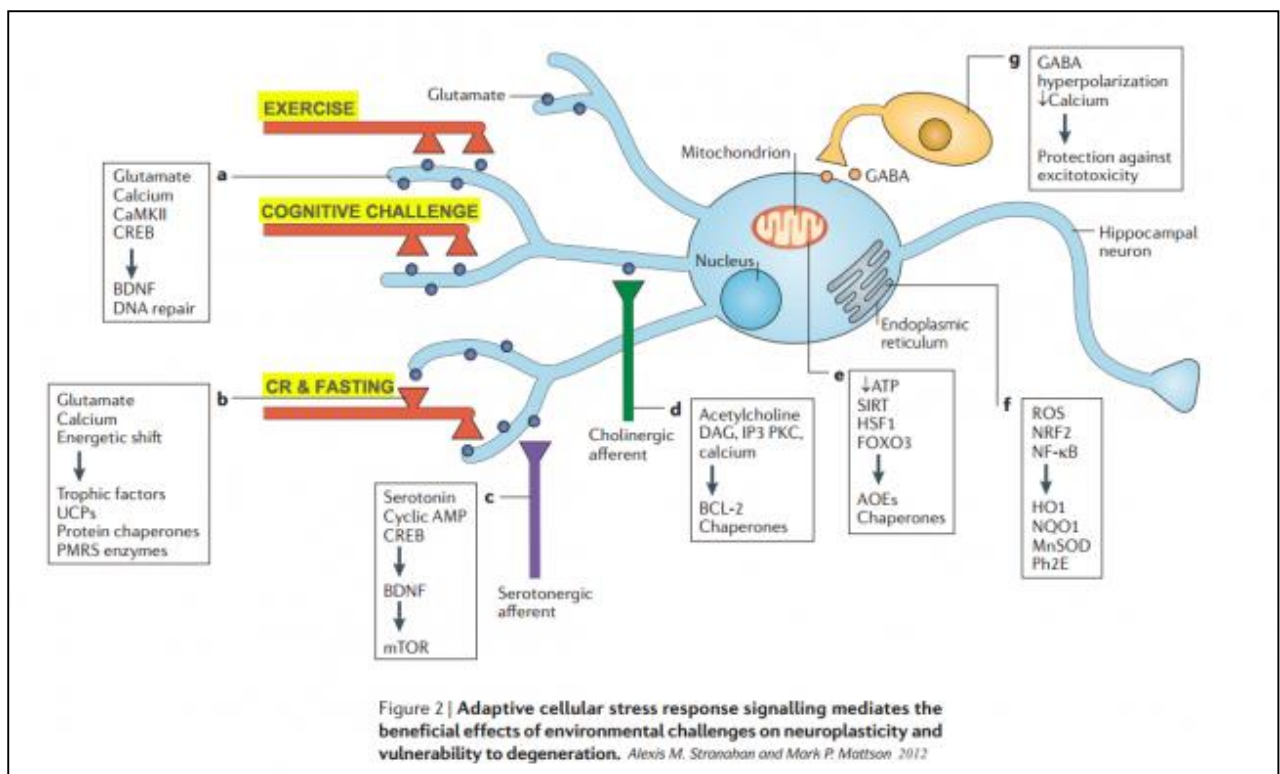 EXERCISE
Glutamate
g
GABA
hyperpolarization
↓Calcium
Protection against
excitotoxicity
Mitochondrion
GABA
a
Glutamate
Calcium
CaMKII
CREB
BDNF
DNA repair
COGNITIVE CHALLENGE
Nucleus
Hippocampal
neuron
Endoplasmic
reticulum
CR & FASTING
b
Glutamate
Calcium
Energetic shift
Trophic factors
UCPs
Protein chaperones
PMRS enzymes
c
Serotonin
Cyclic AMP
CREB
BDNF
mTOR
Serotonergic
afferent
Cholinergic
afferent
d
Acetylcholine
DAG, IP3 PKC,
calcium
BCL-2
Chaperones
e
↓ATP
SIRT
HSF1
FOXO3
AOEs
Chaperones
f
ROS
NRF2
NF-κB
HO1
NQO1
MnSOD
Ph2E
Figure 2 | Adaptive cellular stress response signalling mediates the
beneficial effects of environmental challenges on neuroplasticity and
vulnerability to degeneration. Alexis M. Stranahan and Mark P. Mattson 2012